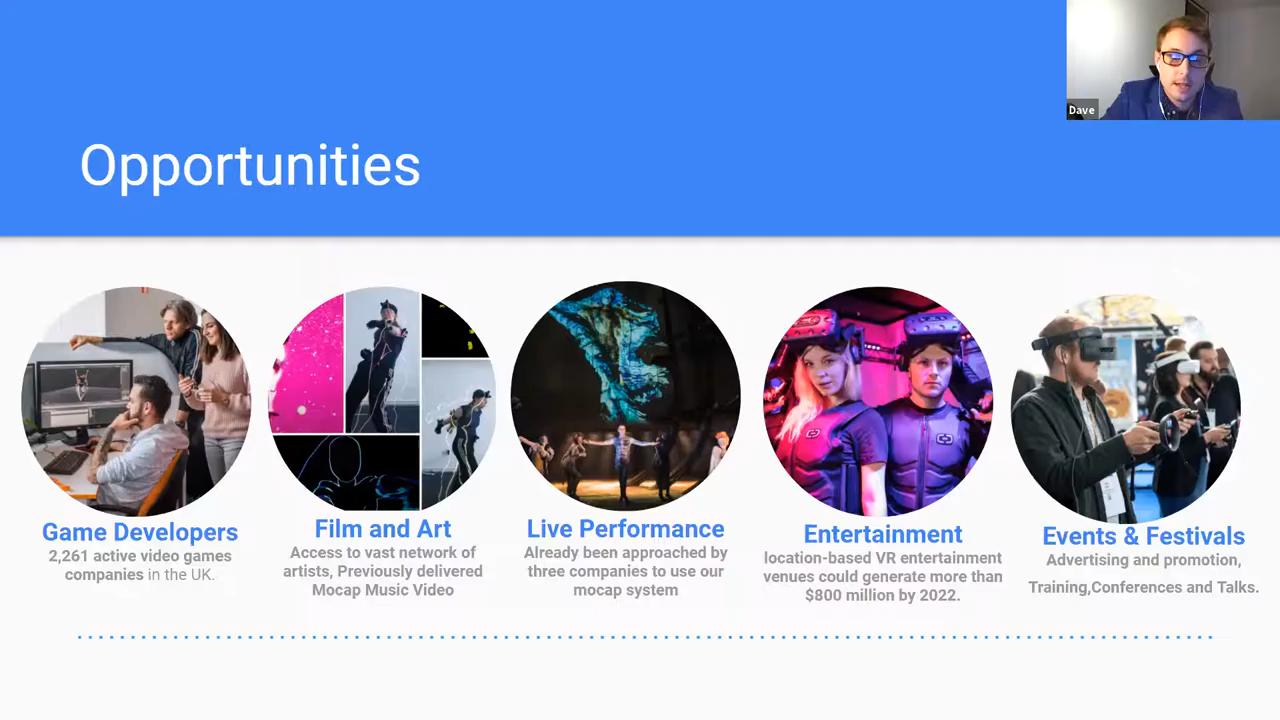 Dave
Opportunities
Game Developers
2,261 active video games
companies in the UK.
Film and Art
Access to vast network of
artists, Previously delivered
Mocap Music Video
Live Performance
Already been approached by
three companies to use our
mocap system
Entertainment
location-based VR entertainment
venues could generate more than
$800 million by 2022.
Events & Festivals
Advertising and promotion,
Training,Conferences and Talks.